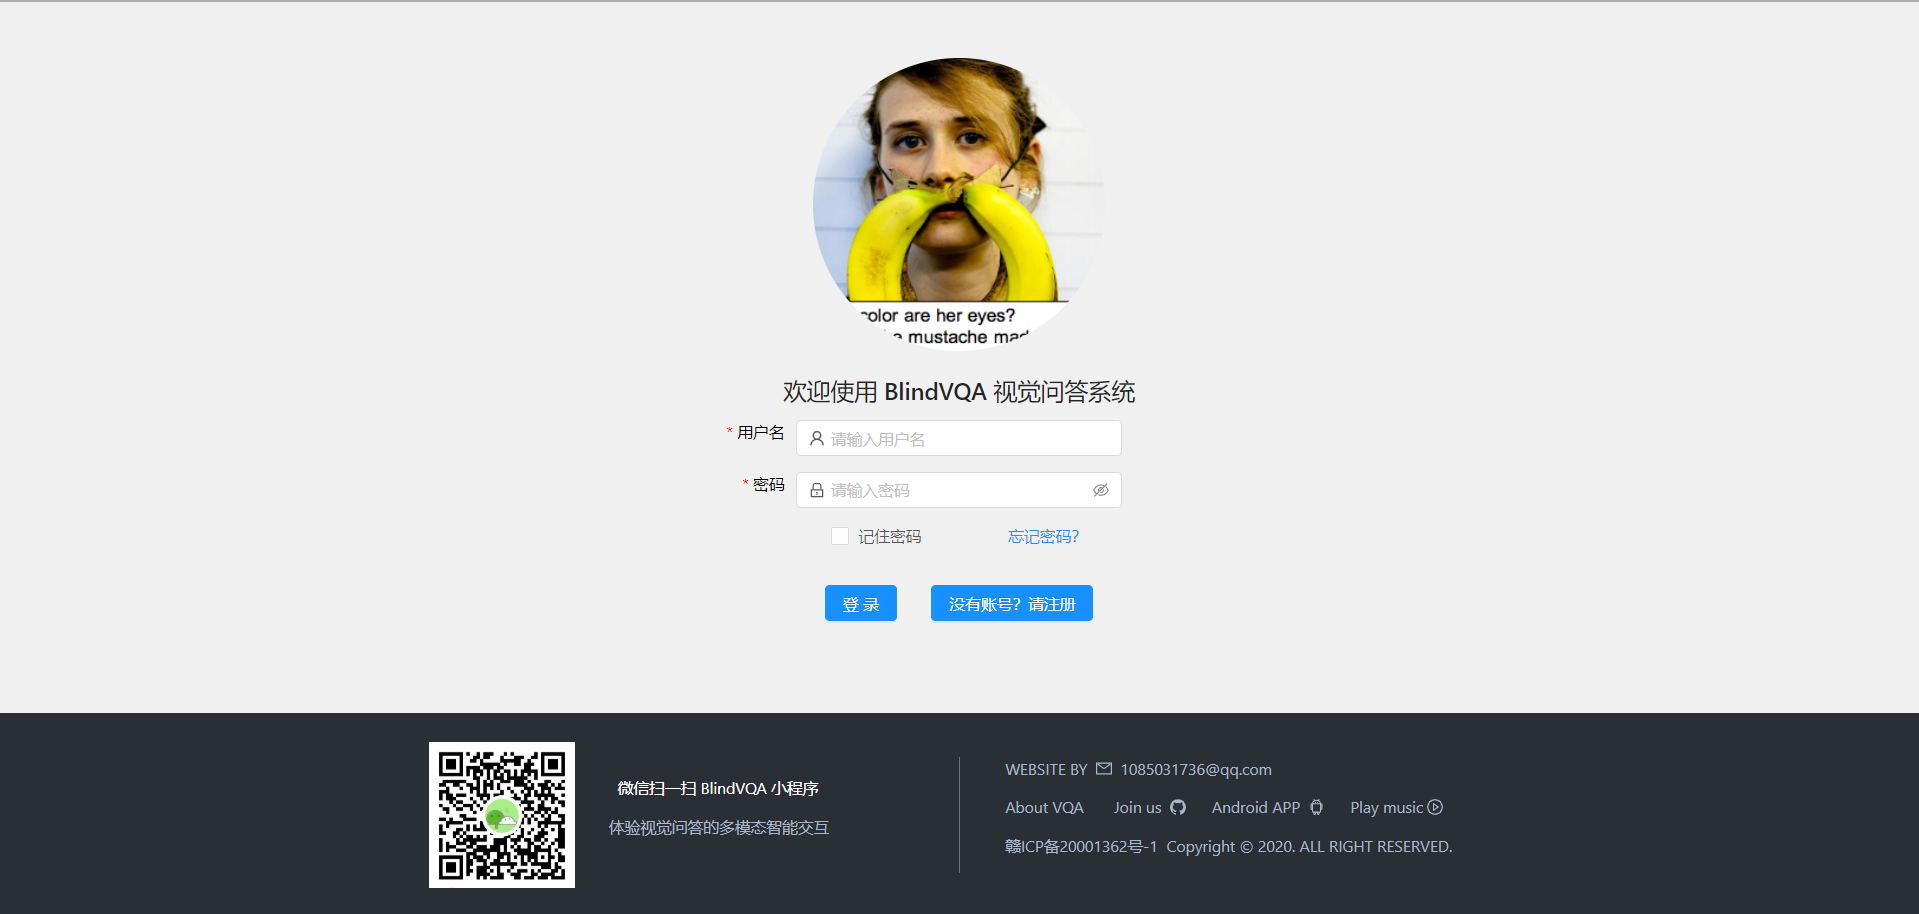 color are her eyes?
mustache
欢迎使用 BlindVQA 视觉问答系统
* 用户名
请输入用户名
* 密码
请输入密码
记住密码 忘记密码?
登 录 没有账号? 请注册
微信扫一扫 BlindVQA 小程序
体验视觉问答的多模态智能交互
WEBSITE BY 1085031736@qq.com
About VQA Join us Android APP Play music
赣ICP备20001362号-1 Copyright © 2020. ALL RIGHT RESERVED.